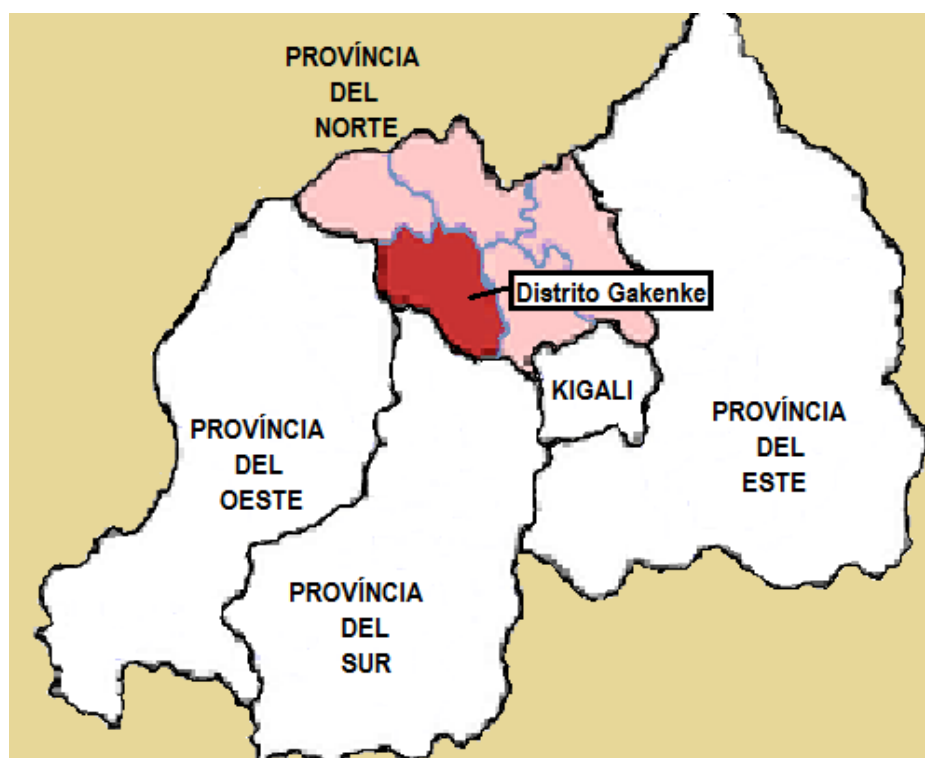 PROVÍNCIA
DEL
NORTE
Distrito Gakenke
KIGALI
PROVÍNCIA
DEL
OESTE
PROVÍNCIA
DEL
ESTE
PROVÍNCIA
DEL
SUR